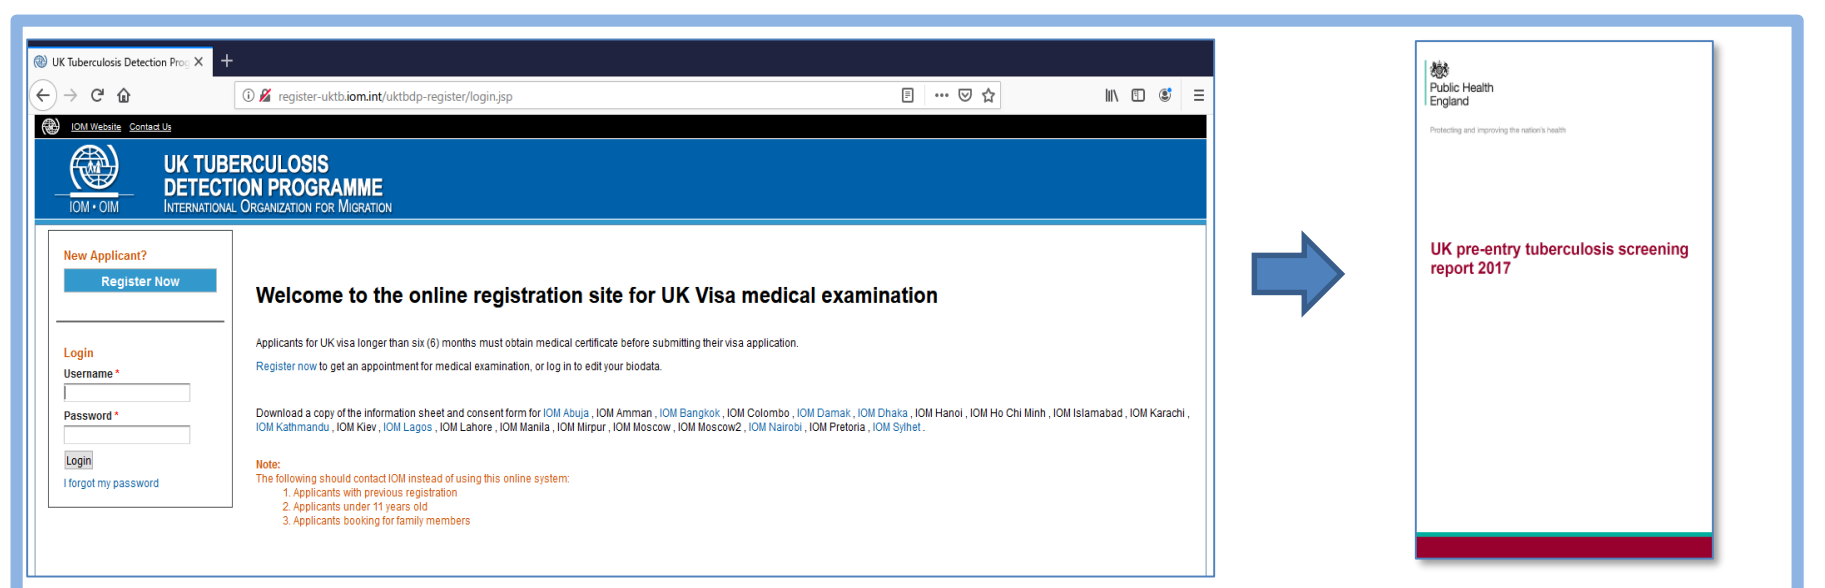 UK Tuberculosis Detection Prog
register-uktb.iom.int/uktbdp-register/login.jsp
IOM Website Contact Us
IOM • OIM
UK TUBERCULOSIS
DETECTION PROGRAMME
INTERNATIONAL ORGANIZATION FOR MIGRATION
New Applicant?
Register Now
Login
Username *
Password *
Login
I forgot my password
Welcome to the online registration site for UK Visa medical examination
Applicants for UK visa longer than six (6) months must obtain medical certificate before submitting their visa application.
Register now to get an appointment for medical examination, or log in to edit your biodata.
Download a copy of the information sheet and consent form for IOM Abuja , IOM Amman , IOM Bangkok , IOM Colombo , IOM Damak , IOM Dhaka , IOM Hanoi , IOM Ho Chi Minh , IOM Islamabad , IOM Karachi ,
IOM Kathmandu , IOM Kiev , IOM Lagos , IOM Lahore , IOM Manila , IOM Mirpur , IOM Moscow , IOM Moscow2 , IOM Nairobi , IOM Pretoria , IOM Sylhet .
Note:
The following should contact IOM instead of using this online system:
1. Applicants with previous registration
2. Applicants under 11 years old
3. Applicants booking for family members
Public Health
England
Protecting and improving the nation's health
UK pre-entry tuberculosis screening
report 2017